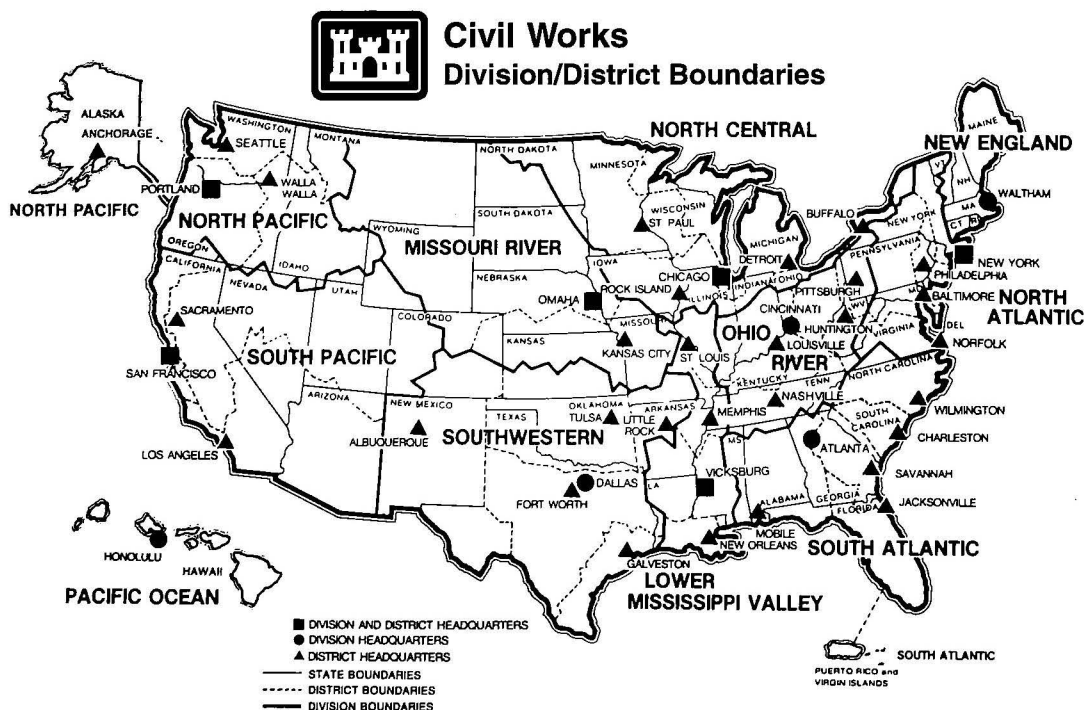 Civil Works
Division/District Boundaries
ALASKA
ANCHORAGE
NORTH PACIFIC
WASHINGTON
SEATTLE
MONTANA
PORTLAND
WALLA
WALLA
NORTH PACIFIC
OREGON
IDAHO
NORTH DAKOTA
SOUTH DAKOTA
WYOMING
MISSOURI RIVER
NEBRASKA
OMAHA
NORTH CENTRAL
MINNESOTA
WISCONSIN
ST PAUL
IOWA
CHICAGO
ROCK ISLAND
ILLINOIS
MICHIGAN
DETROIT
INDIANA
OHIO
NEW ENGLAND
MAINE
VT
NH
MA
CT
RI
WALTHAM
BUFFALO
NEW YORK
NEW YORK
PENNSYLVANIA
PHILADELPHIA
PITTSBURGH
BALTIMORE
MD
DEL
NORTH
ATLANTIC
CINCINNATI
WV
HUNTINGTON
VIRGINIA
NORFOLK
OHIO
RIVER
LOUISVILLE
KENTUCKY
TENN
NASHVILLE
CALIFORNIA
NEVADA
UTAH
SACRAMENTO
SAN FRANCISCO
SOUTH PACIFIC
LOS ANGELES
ARIZONA
COLORADO
KANSAS
MISSOURI
KANSAS CITY
ST LOUIS
NEW MEXICO
ALBUQUERQUE
TEXAS
OKLAHOMA
TULSA
ARKANSAS
LITTLE
ROCK
MEMPHIS
SOUTHWESTERN
DALLAS
FORT WORTH
GALVESTON
LA
MS
VICKSBURG
NEW ORLEANS
LOWER
MISSISSIPPI VALLEY
NORTH CAROLINA
WILMINGTON
SOUTH
CAROLINA
CHARLESTON
ATLANTA
SAVANNAH
ALABAMA
GEORGIA
FLORIDA
JACKSONVILLE
MOBILE
SOUTH ATLANTIC
HONOLULU
HAWAII
PACIFIC OCEAN
SOUTH ATLANTIC
PUERTO RICO and
VIRGIN ISLANDS
DIVISION AND DISTRICT HEADQUARTERS
DIVISION HEADQUARTERS
DISTRICT HEADQUARTERS
STATE BOUNDARIES
DISTRICT BOUNDARIES
DIVISION BOUNDARIES